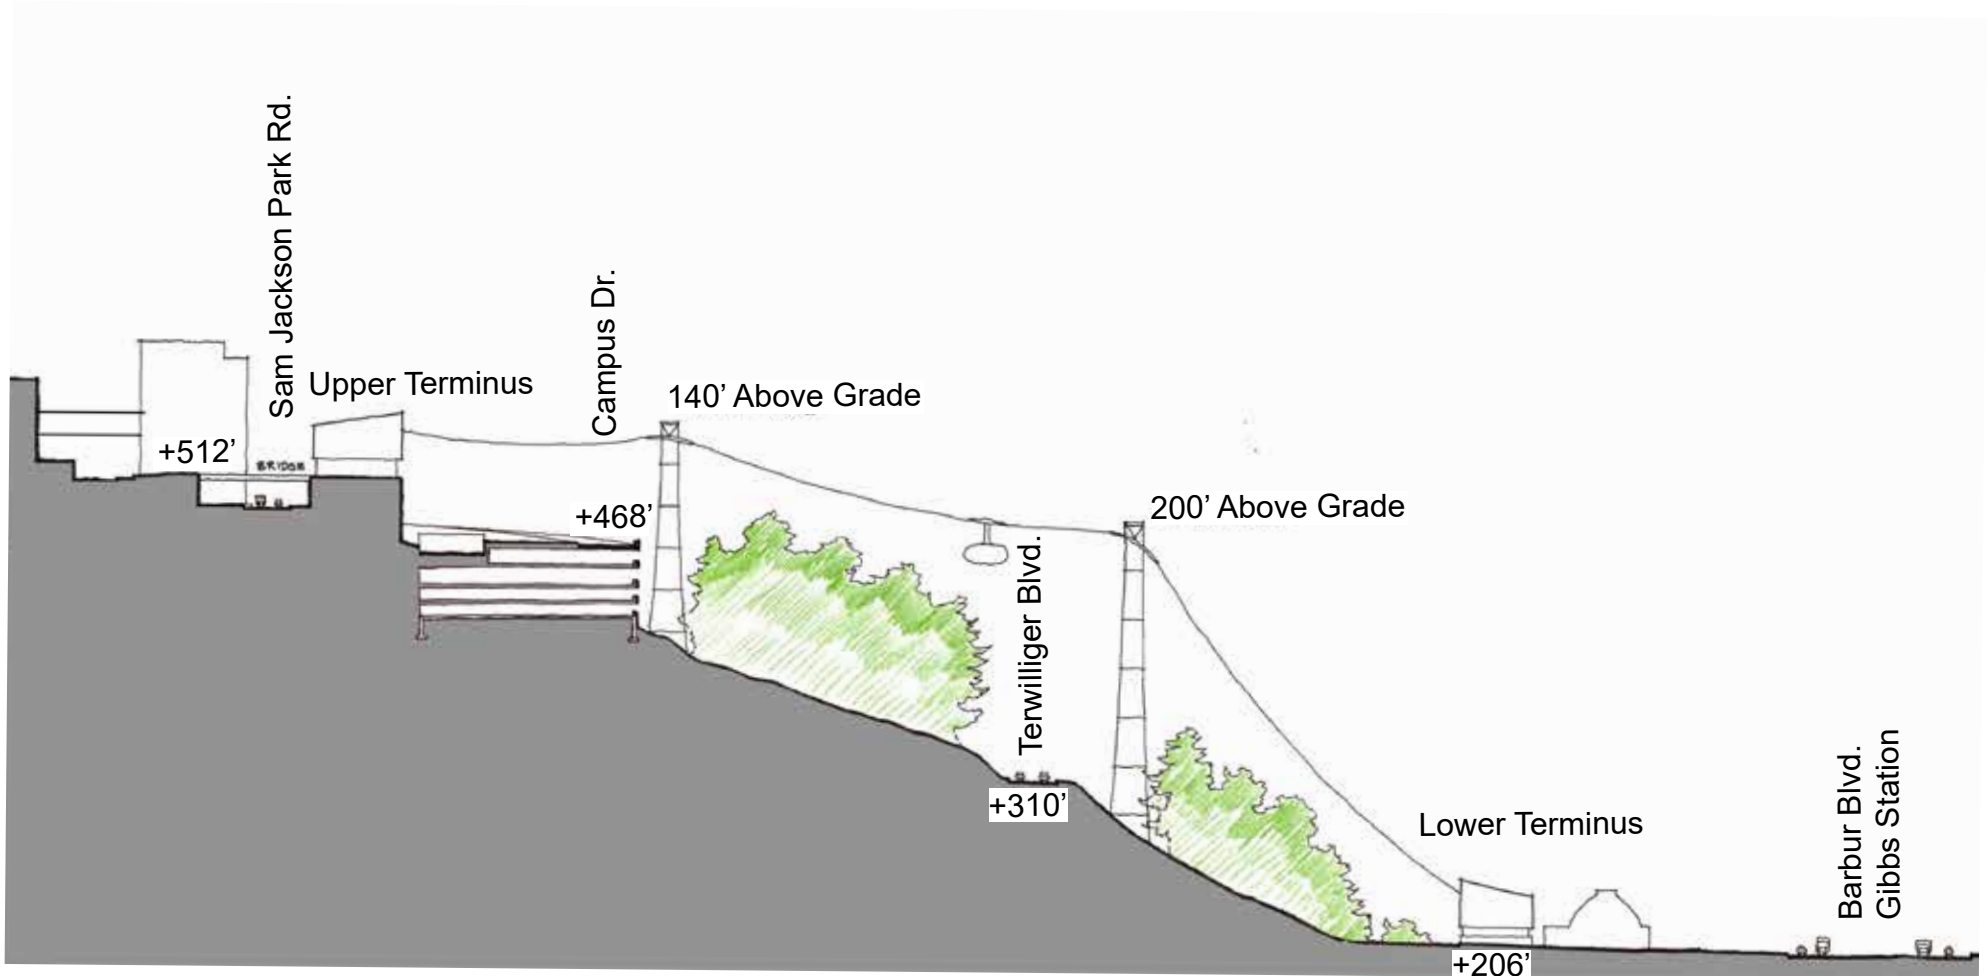 Sam Jackson Park Rd.
Campus Dr.
Upper Terminus
140’ Above Grade
+512’
BRIDGE
+468’
200’ Above Grade
Terwilliger Blvd.
+310’
Lower Terminus
Barbur Blvd.
Gibbs Station
+206’